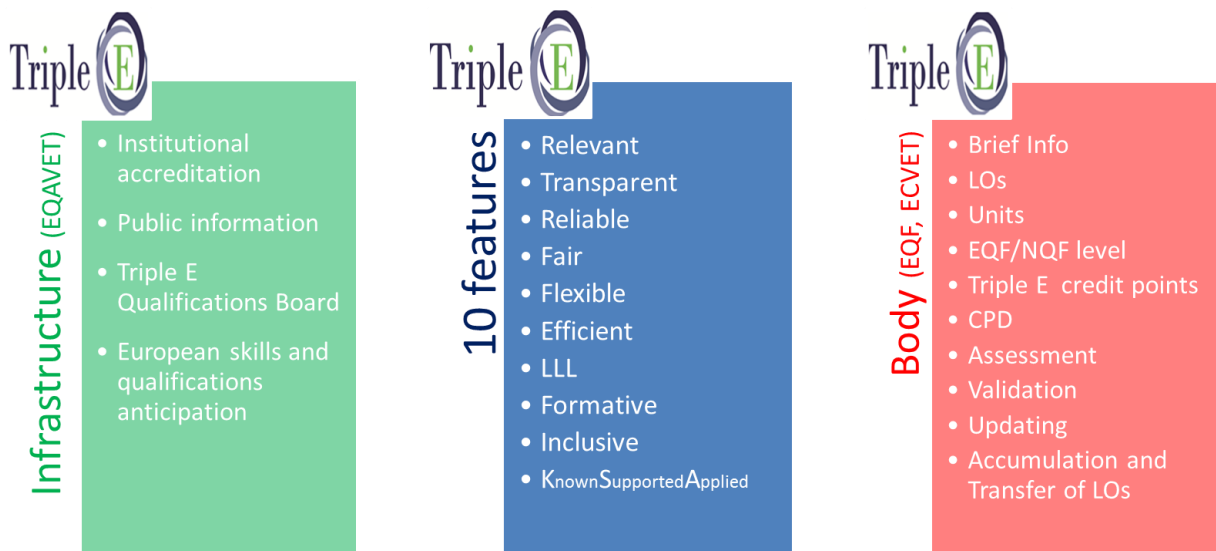 Triple E
Infrastructure (EQAVET)
• Institutional
accreditation
• Public information
• Triple E
Qualifications Board
• European skills and
qualifications
anticipation
Triple E
10 features
• Relevant
• Transparent
• Reliable
• Fair
• Flexible
• Efficient
• LLL
• Formative
• Inclusive
• KnownSupportedApplied
Triple E
Body (EQF, ECVET)
• Brief Info
• LOs
• Units
• EQF/NQF level
• Triple E credit points
• CPD
• Assessment
• Validation
• Updating
• Accumulation and
Transfer of LOs